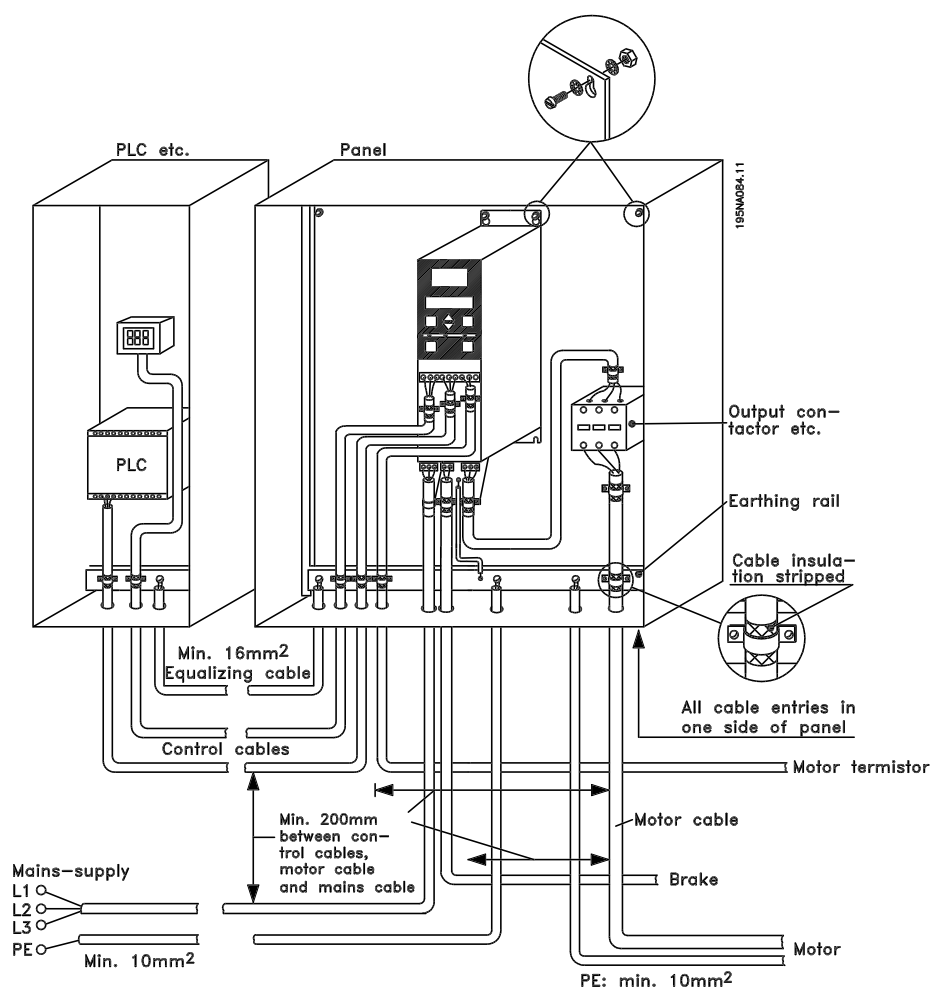 PLC etc.
Panel
195NA084.11
PLC
Output con-
tactor etc.
Earthing rail
Cable insula-
tion stripped
Min. 16mm2
Equalizing cable
All cable entries in
one side of panel
Control cables
Motor termistor
Min. 200mm
between con-
trol cables,
motor cable
and mains cable
Motor cable
Mains-supply
L1
L2
L3
PE
Brake
Min. 10mm2
Motor
PE: min. 10mm2